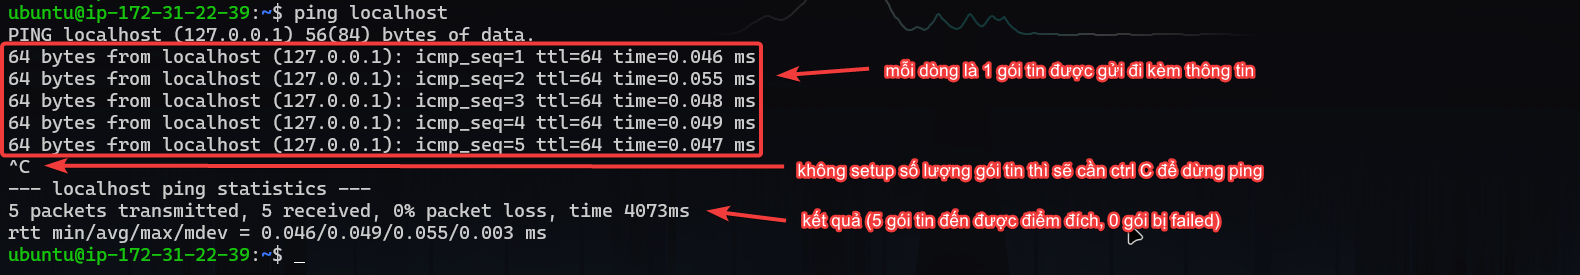 ubuntu@ip-172-31-22-39:~$ ping localhost
PING localhost (127.0.0.1) 56(84) bytes of data.
64 bytes from localhost (127.0.0.1): icmp_seq=1 ttl=64 time=0.046 ms
64 bytes from localhost (127.0.0.1): icmp_seq=2 ttl=64 time=0.055 ms
mỗi dòng là 1 gói tin được gửi đi kèm thông tin
64 bytes from localhost (127.0.0.1): icmp_seq=3 ttl=64 time=0.048 ms
64 bytes from localhost (127.0.0.1): icmp_seq=4 ttl=64 time=0.049 ms
64 bytes from localhost (127.0.0.1): icmp_seq=5 ttl=64 time=0.047 ms
^C
không setup số lượng gói tin thì sẽ cần ctrl C để dừng ping
--- localhost ping statistics ---
5 packets transmitted, 5 received, 0% packet loss, time 4073ms
kết quả (5 gói tin đến được điểm đích, 0 gói bị failed)
rtt min/avg/max/mdev = 0.046/0.049/0.055/0.003 ms
ubuntu@ip-172-31-22-39:~$ _